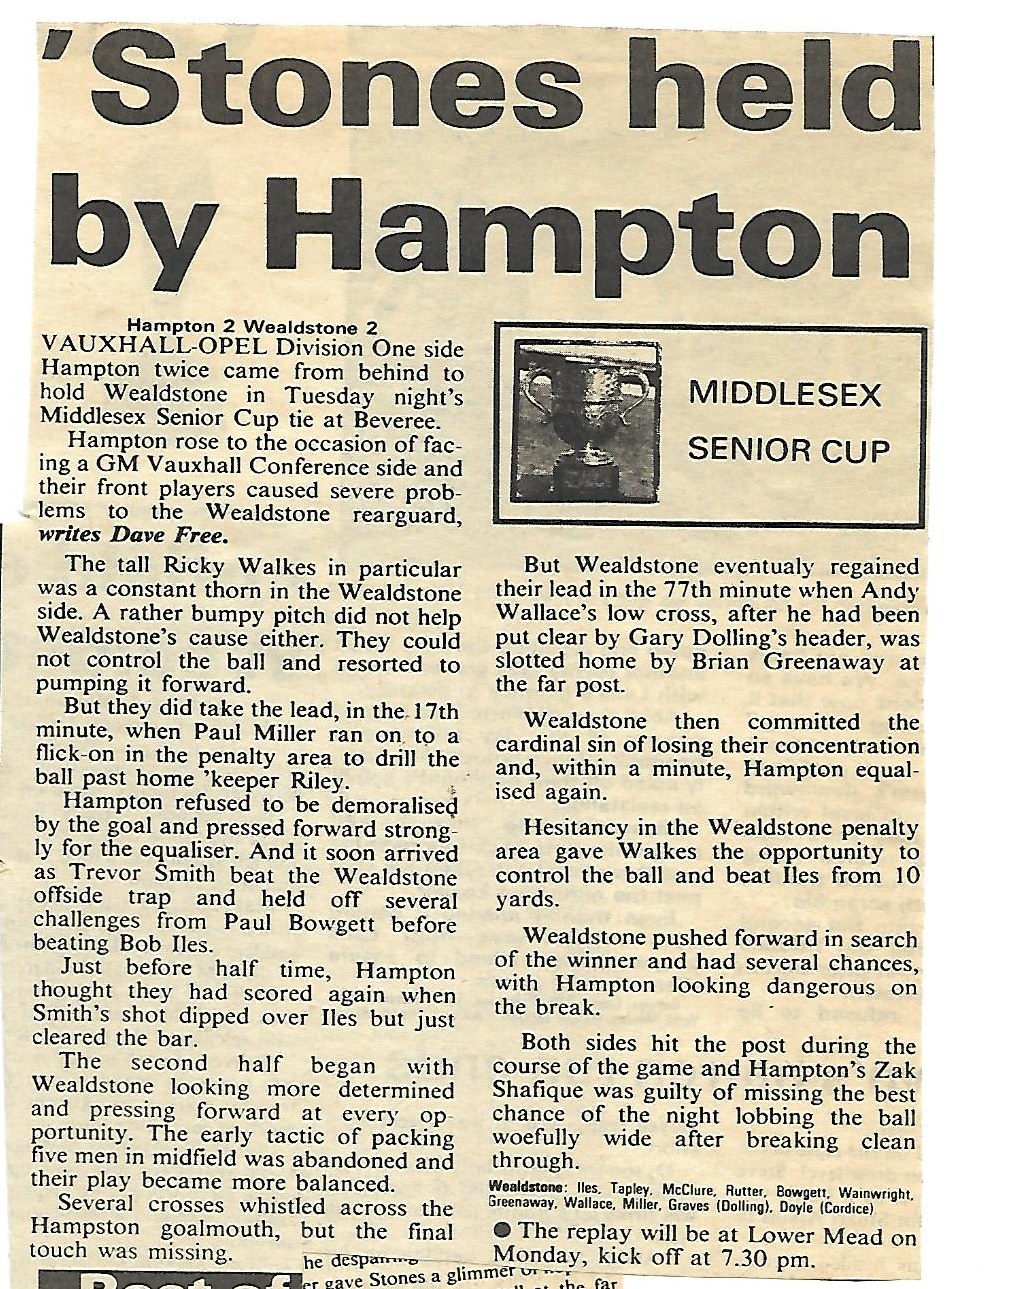 'Stones held
by Hampton
Hampton 2 Wealdstone 2
VAUXHALL-OPEL Division One side
Hampton twice came from behind to
hold Wealdstone in Tuesday night's
Middlesex Senior Cup tie at Beveree.
Hampton rose to the occasion of fac-
ing a GM Vauxhall Conference side and
their front players caused severe prob-
lems to the Wealdstone rearguard,
writes Dave Free.
The tall Ricky Walkes in particular
was a constant thorn in the Wealdstone
side. A rather bumpy pitch did not help
Wealdstone's cause either. They could
not control the ball and resorted to
pumping it forward.
But they did take the lead, in the 17th
minute, when Paul Miller ran on to a
flick-on in the penalty area to drill the
ball past home 'keeper Riley.
Hampton refused to be demoralised
by the goal and pressed forward strong-
ly for the equaliser. And it soon arrived
as Trevor Smith beat the Wealdstone
offside trap and held off several
challenges from Paul Bowgett before
beating Bob Iles.
Just before half time, Hampton
thought they had scored again when
Smith's shot dipped over Iles but just
cleared the bar.
The second half began with
Wealdstone looking more determined
and pressing forward at every op-
portunity. The early tactic of packing
five men in midfield was abandoned and
their play became more balanced.
Several crosses whistled across the
Hampston goalmouth, but the final
touch was missing.
MIDDLESEX
SENIOR CUP
But Wealdstone eventualy regained
their lead in the 77th minute when Andy
Wallace's low cross, after he had been
put clear by Gary Dolling's header, was
slotted home by Brian Greenaway at
the far post.
Wealdstone then committed the
cardinal sin of losing their concentration
and, within a minute, Hampton equal-
ised again.
Hesitancy in the Wealdstone penalty
area gave Walkes the opportunity to
control the ball and beat Iles from 10
yards.
Wealdstone pushed forward in search
of the winner and had several chances,
with Hampton looking dangerous on
the break.
Both sides hit the post during the
course of the game and Hampton's Zak
Shafique was guilty of missing the best
chance of the night lobbing the ball
woefully wide after breaking clean
through.
Wealdstone: Iles, Tapley, McClure, Rutter, Bowgett, Wainwright,
Greenaway, Wallace, Miller, Graves (Dolling), Doyle (Cordice)
● The replay will be at Lower Mead on
Monday, kick off at 7.30 pm.
Best of
he
er gave Stones a glimmer
the far